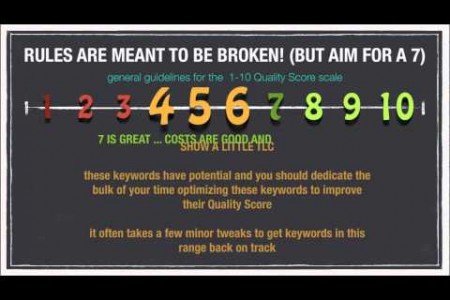 RULES ARE MEANT TO BE BROKEN! (BUT AIM FOR A 7)
general guidelines for the 1-10 Quality Score scale
1 2 3 4 5 6 7 8 9 10
7 IS GREAT ... COSTS ARE GOOD AND
SHOW A LITTLE TLC
these keywords have potential and you should dedicate the
bulk of your time optimizing these keywords to improve
their Quality Score
it often takes a few minor tweaks to get keywords in this
range back on track